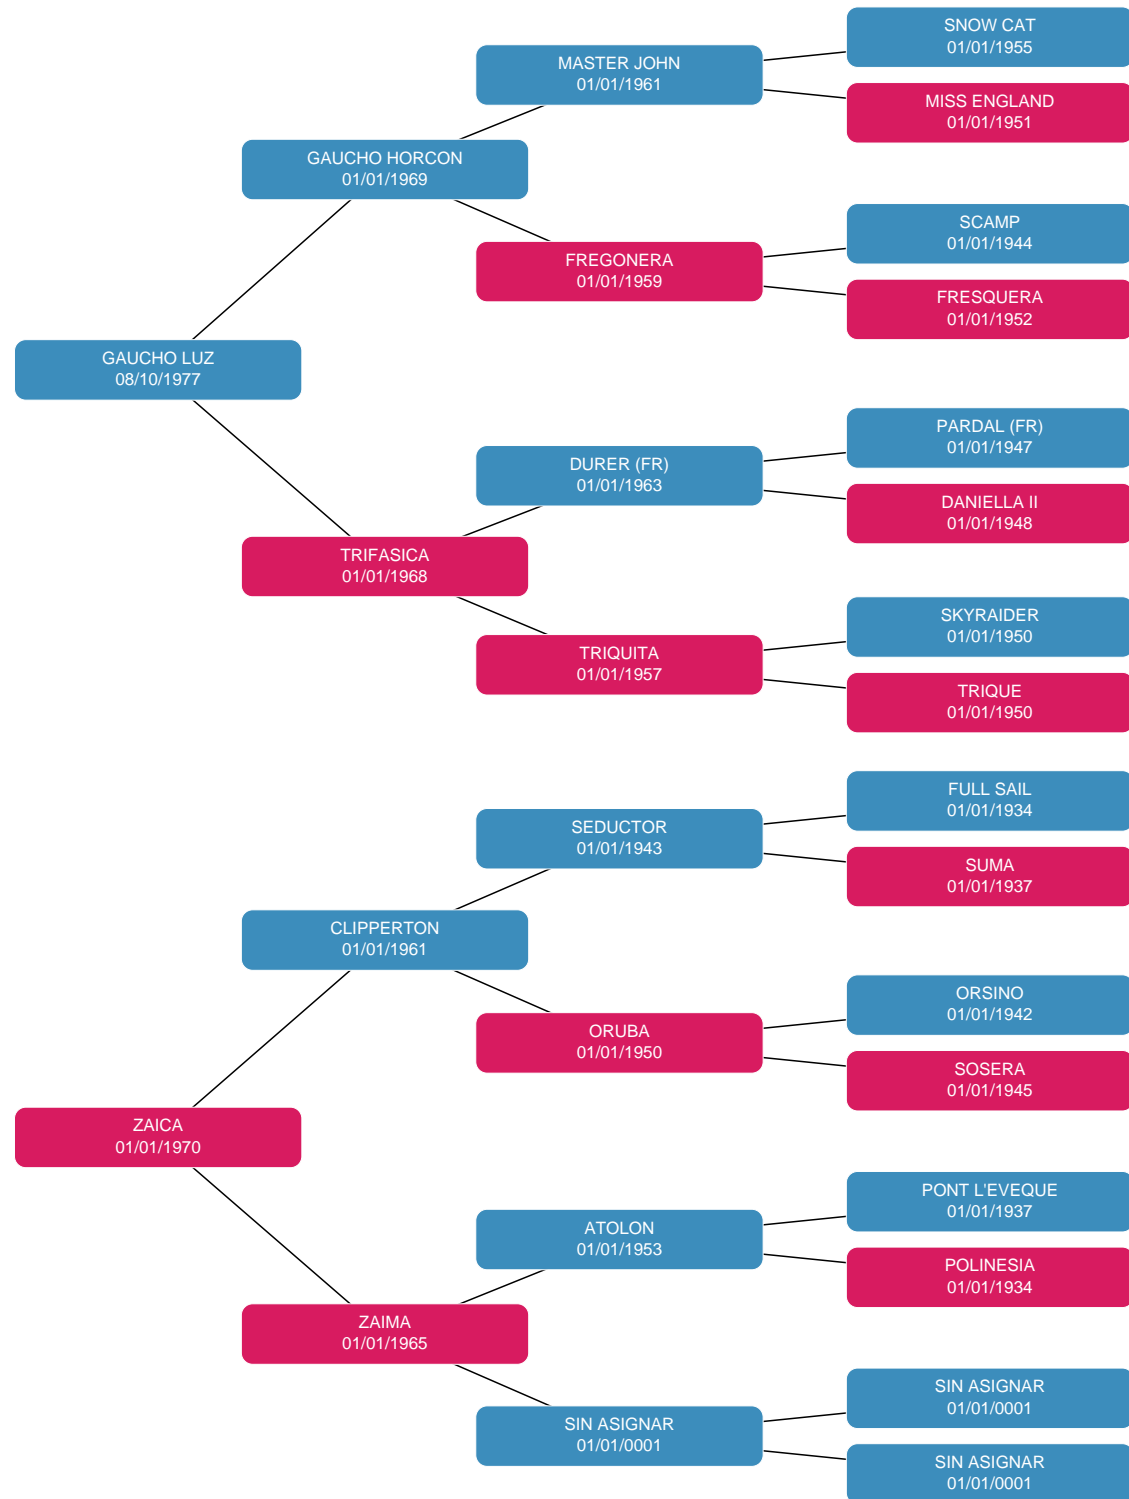 SNOW CAT
01/01/1955
MASTER JOHN
01/01/1961
MISS ENGLAND
01/01/1951
GAUCHO HORCON
01/01/1969
SCAMP
01/01/1944
FREGONERA
01/01/1959
FRESQUERA
01/01/1952
GAUCHO LUZ
08/10/1977
PARDAL (FR)
01/01/1947
DURER (FR)
01/01/1963
DANIELLA II
01/01/1948
TRIFASICA
01/01/1968
SKYRAIDER
01/01/1950
TRIQUITA
01/01/1957
TRIQUE
01/01/1950
FULL SAIL
01/01/1934
SEDUCTOR
01/01/1943
SUMA
01/01/1937
CLIPPERTON
01/01/1961
ORSINO
01/01/1942
ORUBA
01/01/1950
SOSERA
01/01/1945
ZAICA
01/01/1970
PONT L'EVEQUE
01/01/1937
ATOLON
01/01/1953
POLINESIA
01/01/1934
ZAIMA
01/01/1965
SIN ASIGNAR
01/01/0001
SIN ASIGNAR
01/01/0001
SIN ASIGNAR
01/01/0001